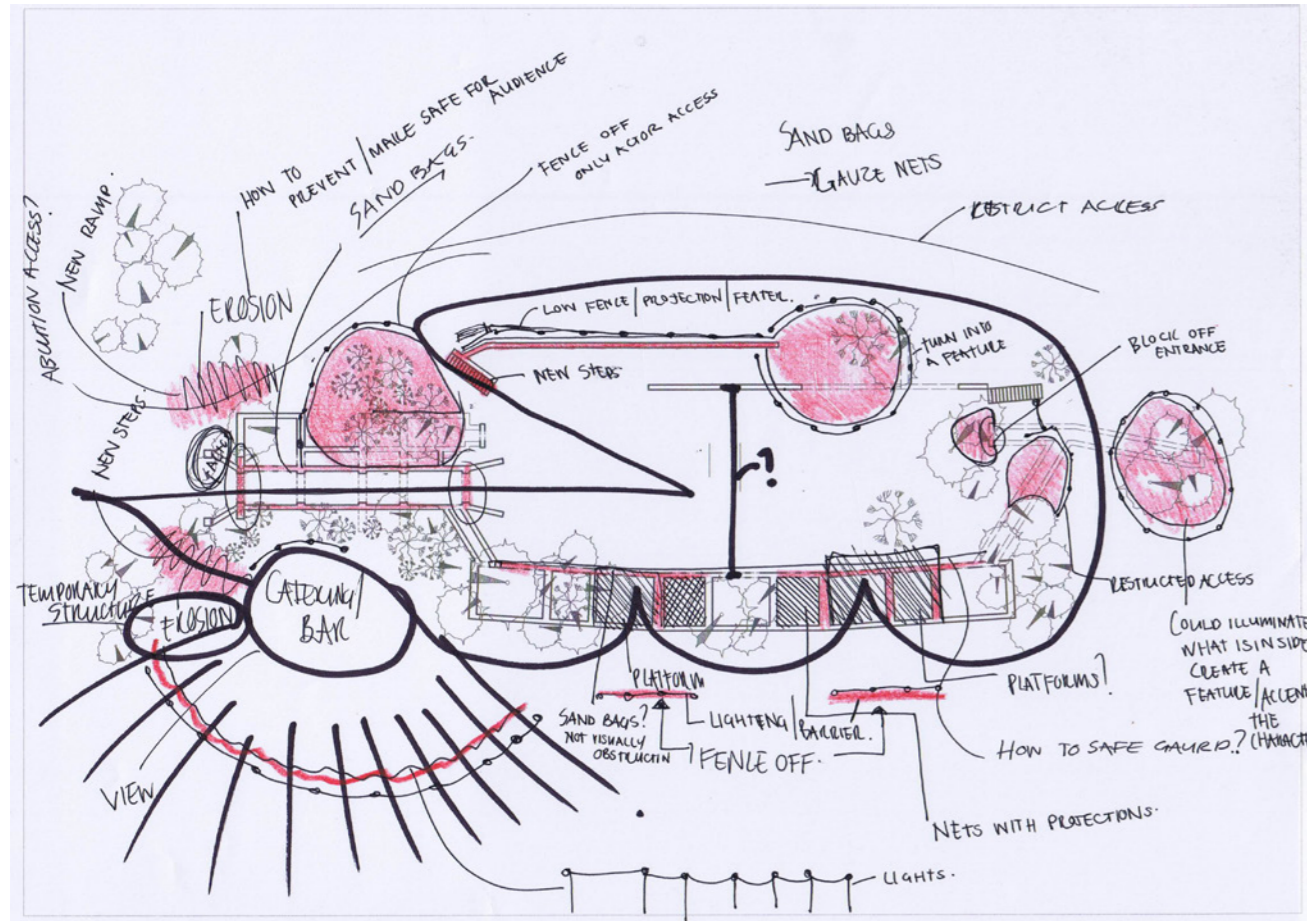 HOW TO
PREVENT / MAKE SAFE FOR
AUDIENCE
SAND BAGS.
FENCE OFF
ONLY ACTOR ACCESS
SAND BAGS
GAUZE NETS
RESTRICT ACCESS
ABLUTION ACCESS?
NEW RAMP.
EROSION
LOW FENCE / PROJECTION / FEATER.
NEW STEPS
TURN INTO
A FEATURE
BLOCK OFF
ENTRANCE
NEW STEPS
?
TEMPORARY
STRUCTURE
EROSION
CATERING/
BAR
RESTRICTED ACCESS
COULD ILLUMINATE
WHAT IS INSIDE
CREATE A
FEATURE/ACCENT
THE
PLATFORM
PLATFORMS?
SAND BAGS?
NOT VISUALLY
OBSTRUCTIN
LIGHTENG/BARRIER.
FENLE OFF.
HOW TO SAFE GAURD.?
VIEW
NETS WITH PROJECTIONS.
LIGHTS.